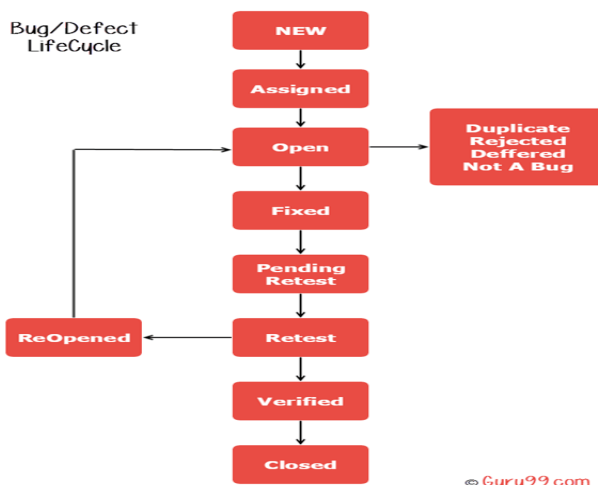 Bug/Defect
LifeCycle
NEW
Assigned
Open
Duplicate
Rejected
Deffered
Not A Bug
Fixed
Pending
Retest
ReOpened
Retest
Verified
Closed
© Guru99.com